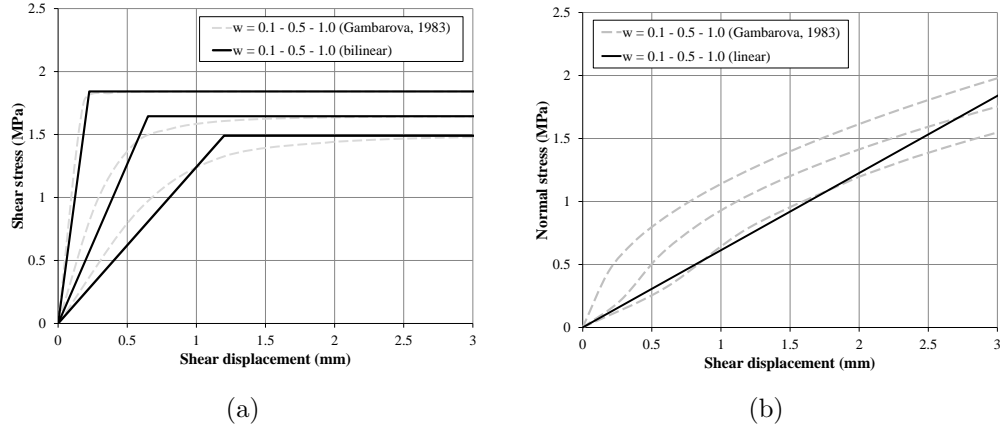 2.5
2
1.5
1
0.5
0
Shear stress (MPa)
w = 0.1 - 0.5 - 1.0 (Gambarova, 1983)
w = 0.1 - 0.5 - 1.0 (bilinear)
0 0.5 1 1.5 2 2.5 3
Shear displacement (mm)
(a)
2.5
2
1.5
1
0.5
0
Normal stress (MPa)
w = 0.1 - 0.5 - 1.0 (Gambarova, 1983)
w = 0.1 - 0.5 - 1.0 (linear)
0 0.5 1 1.5 2 2.5 3
Shear displacement (mm)
(b)